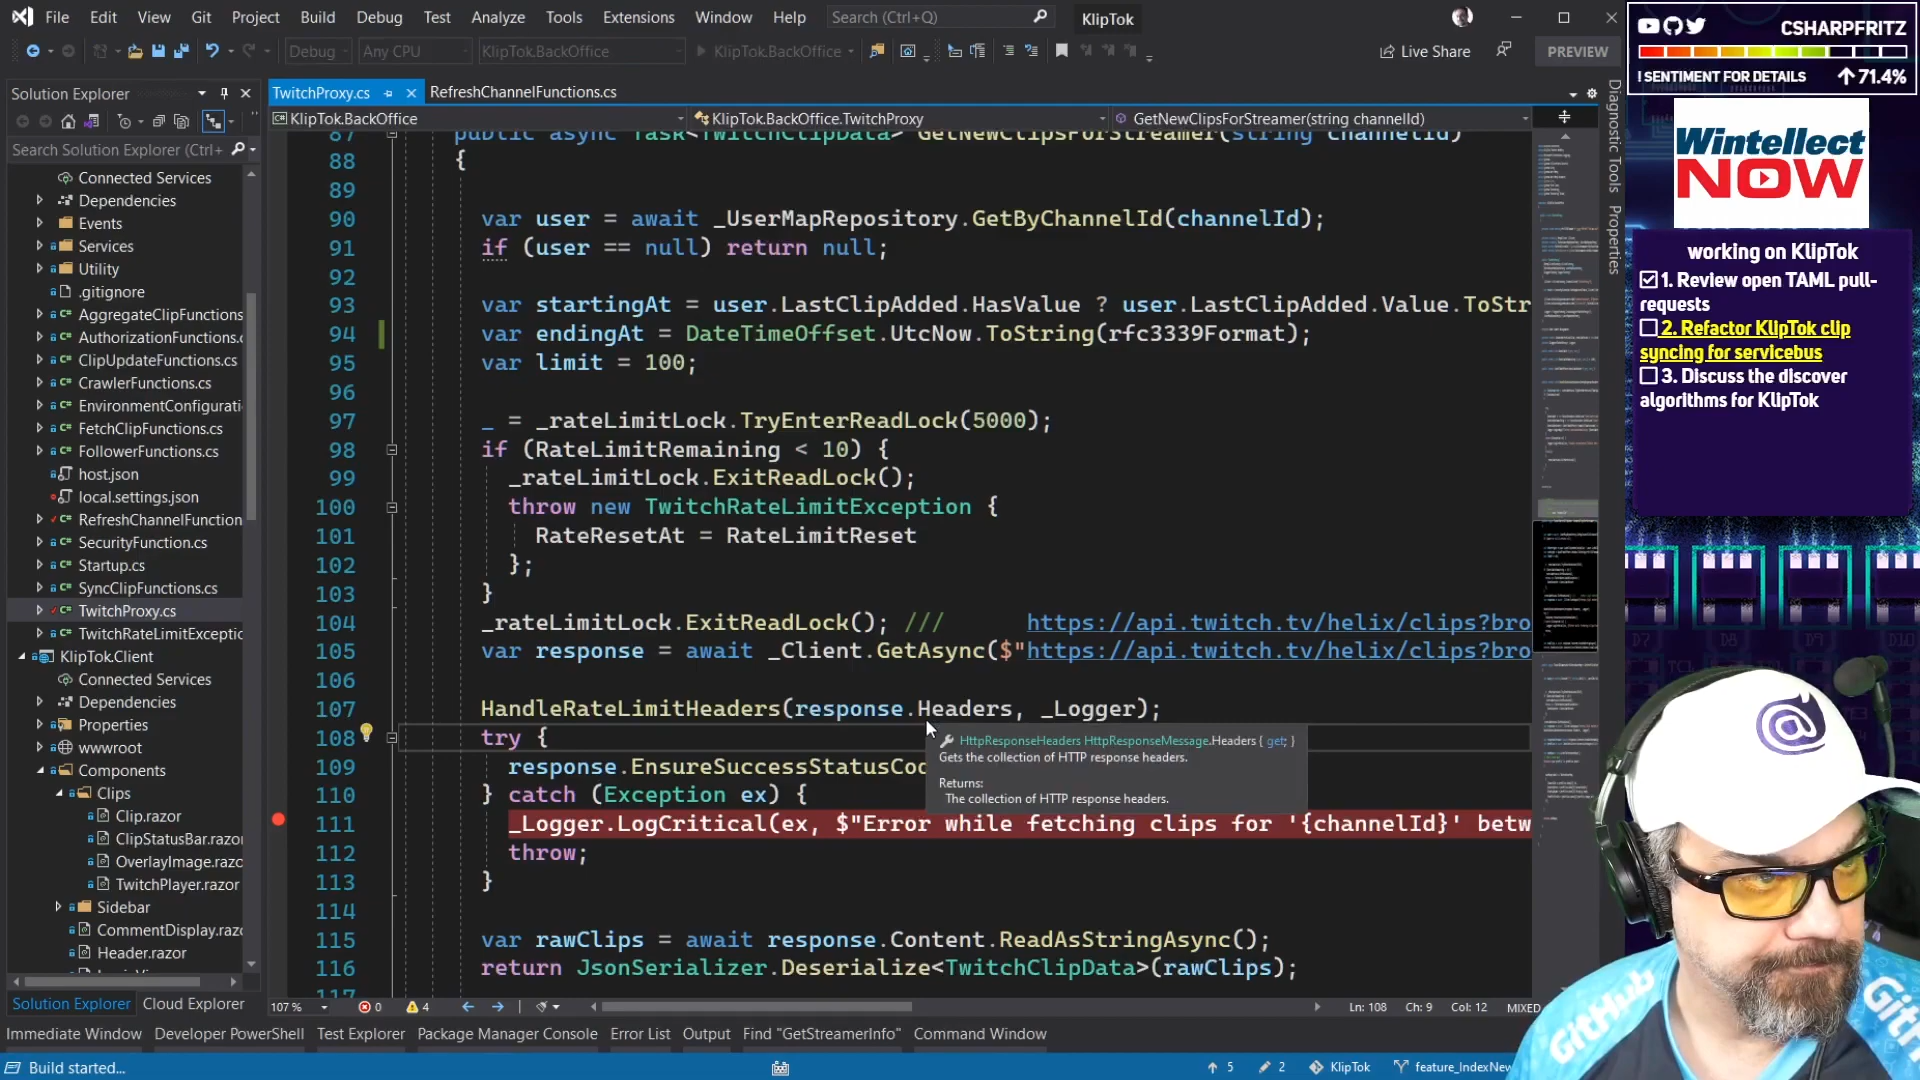 File Edit View Git Project Build Debug Test Analyze Tools Extensions Window Help Search (Ctrl+Q) KlipTok
Debug Any CPU KlipTok.BackOffice KlipTok.BackOffice Live Share PREVIEW
CSHARPFRITZ
! SENTIMENT FOR DETAILS 71.4%
Wintellect
NOW
working on KlipTok
1. Review open TAML pull-
requests
2. Refactor KlipTok clip
syncing for servicebus
3. Discuss the discover
algorithms for KlipTok
Solution Explorer
Search Solution Explorer (Ctrl+
Connected Services
Dependencies
Events
Services
Utility
.gitignore
AggregateClipFunctions
AuthorizationFunctions.c
ClipUpdateFunctions.cs
CrawlerFunctions.cs
EnvironmentConfigurati
FetchClipFunctions.cs
FollowerFunctions.cs
host.json
local.settings.json
RefreshChannelFunction
SecurityFunction.cs
Startup.cs
SyncClipFunctions.cs
TwitchProxy.cs
TwitchRateLimitExceptio
KlipTok.Client
Connected Services
Dependencies
Properties
wwwroot
Components
Clips
Clip.razor
ClipStatusBar.razo
OverlayImage.razo
TwitchPlayer.razor
Sidebar
CommentDisplay.razo
Header.razor
Solution Explorer Cloud Explorer
TwitchProxy.cs RefreshChannelFunctions.cs
KlipTok.BackOffice KlipTok.BackOffice.TwitchProxy GetNewClipsForStreamer(string channelId)
87 public async Task<TwitchClipData> GetNewClipsForStreamer(string channelId)
88 {
89
90 var user = await _UserMapRepository.GetByChannelId(channelId);
91 if (user == null) return null;
92
93 var startingAt = user.LastClipAdded.HasValue ? user.LastClipAdded.Value.ToStr
94 var endingAt = DateTimeOffset.UtcNow.ToString(rfc3339Format);
95 var limit = 100;
96
97 _ = _rateLimitLock.TryEnterReadLock(5000);
98 if (RateLimitRemaining < 10) {
99 _rateLimitLock.ExitReadLock();
100 throw new TwitchRateLimitException {
101 RateResetAt = RateLimitReset
102 };
103 }
104 _rateLimitLock.ExitReadLock(); /// https://api.twitch.tv/helix/clips?bro
105 var response = await _Client.GetAsync($"https://api.twitch.tv/helix/clips?bro
106
107 HandleRateLimitHeaders(response.Headers, _Logger);
108 try {
109 response.EnsureSuccessStatusCod
110 } catch (Exception ex) {
111 _Logger.LogCritical(ex, $"Error while fetching clips for '{channelId}' betw
112 throw;
113 }
114
115 var rawClips = await response.Content.ReadAsStringAsync();
116 return JsonSerializer.Deserialize<TwitchClipData>(rawClips);
117
HttpResponseHeaders HttpResponseMessage.Headers { get; }
Gets the collection of HTTP response headers.
Returns:
The collection of HTTP response headers.
Diagnostic Tools
Properties
107 % 0 4 Ln: 108 Ch: 9 Col: 12 MIXED
Immediate Window Developer PowerShell Test Explorer Package Manager Console Error List Output Find "GetStreamerInfo" Command Window
Build started... 5 2 KlipTok feature_IndexNew
GitHub